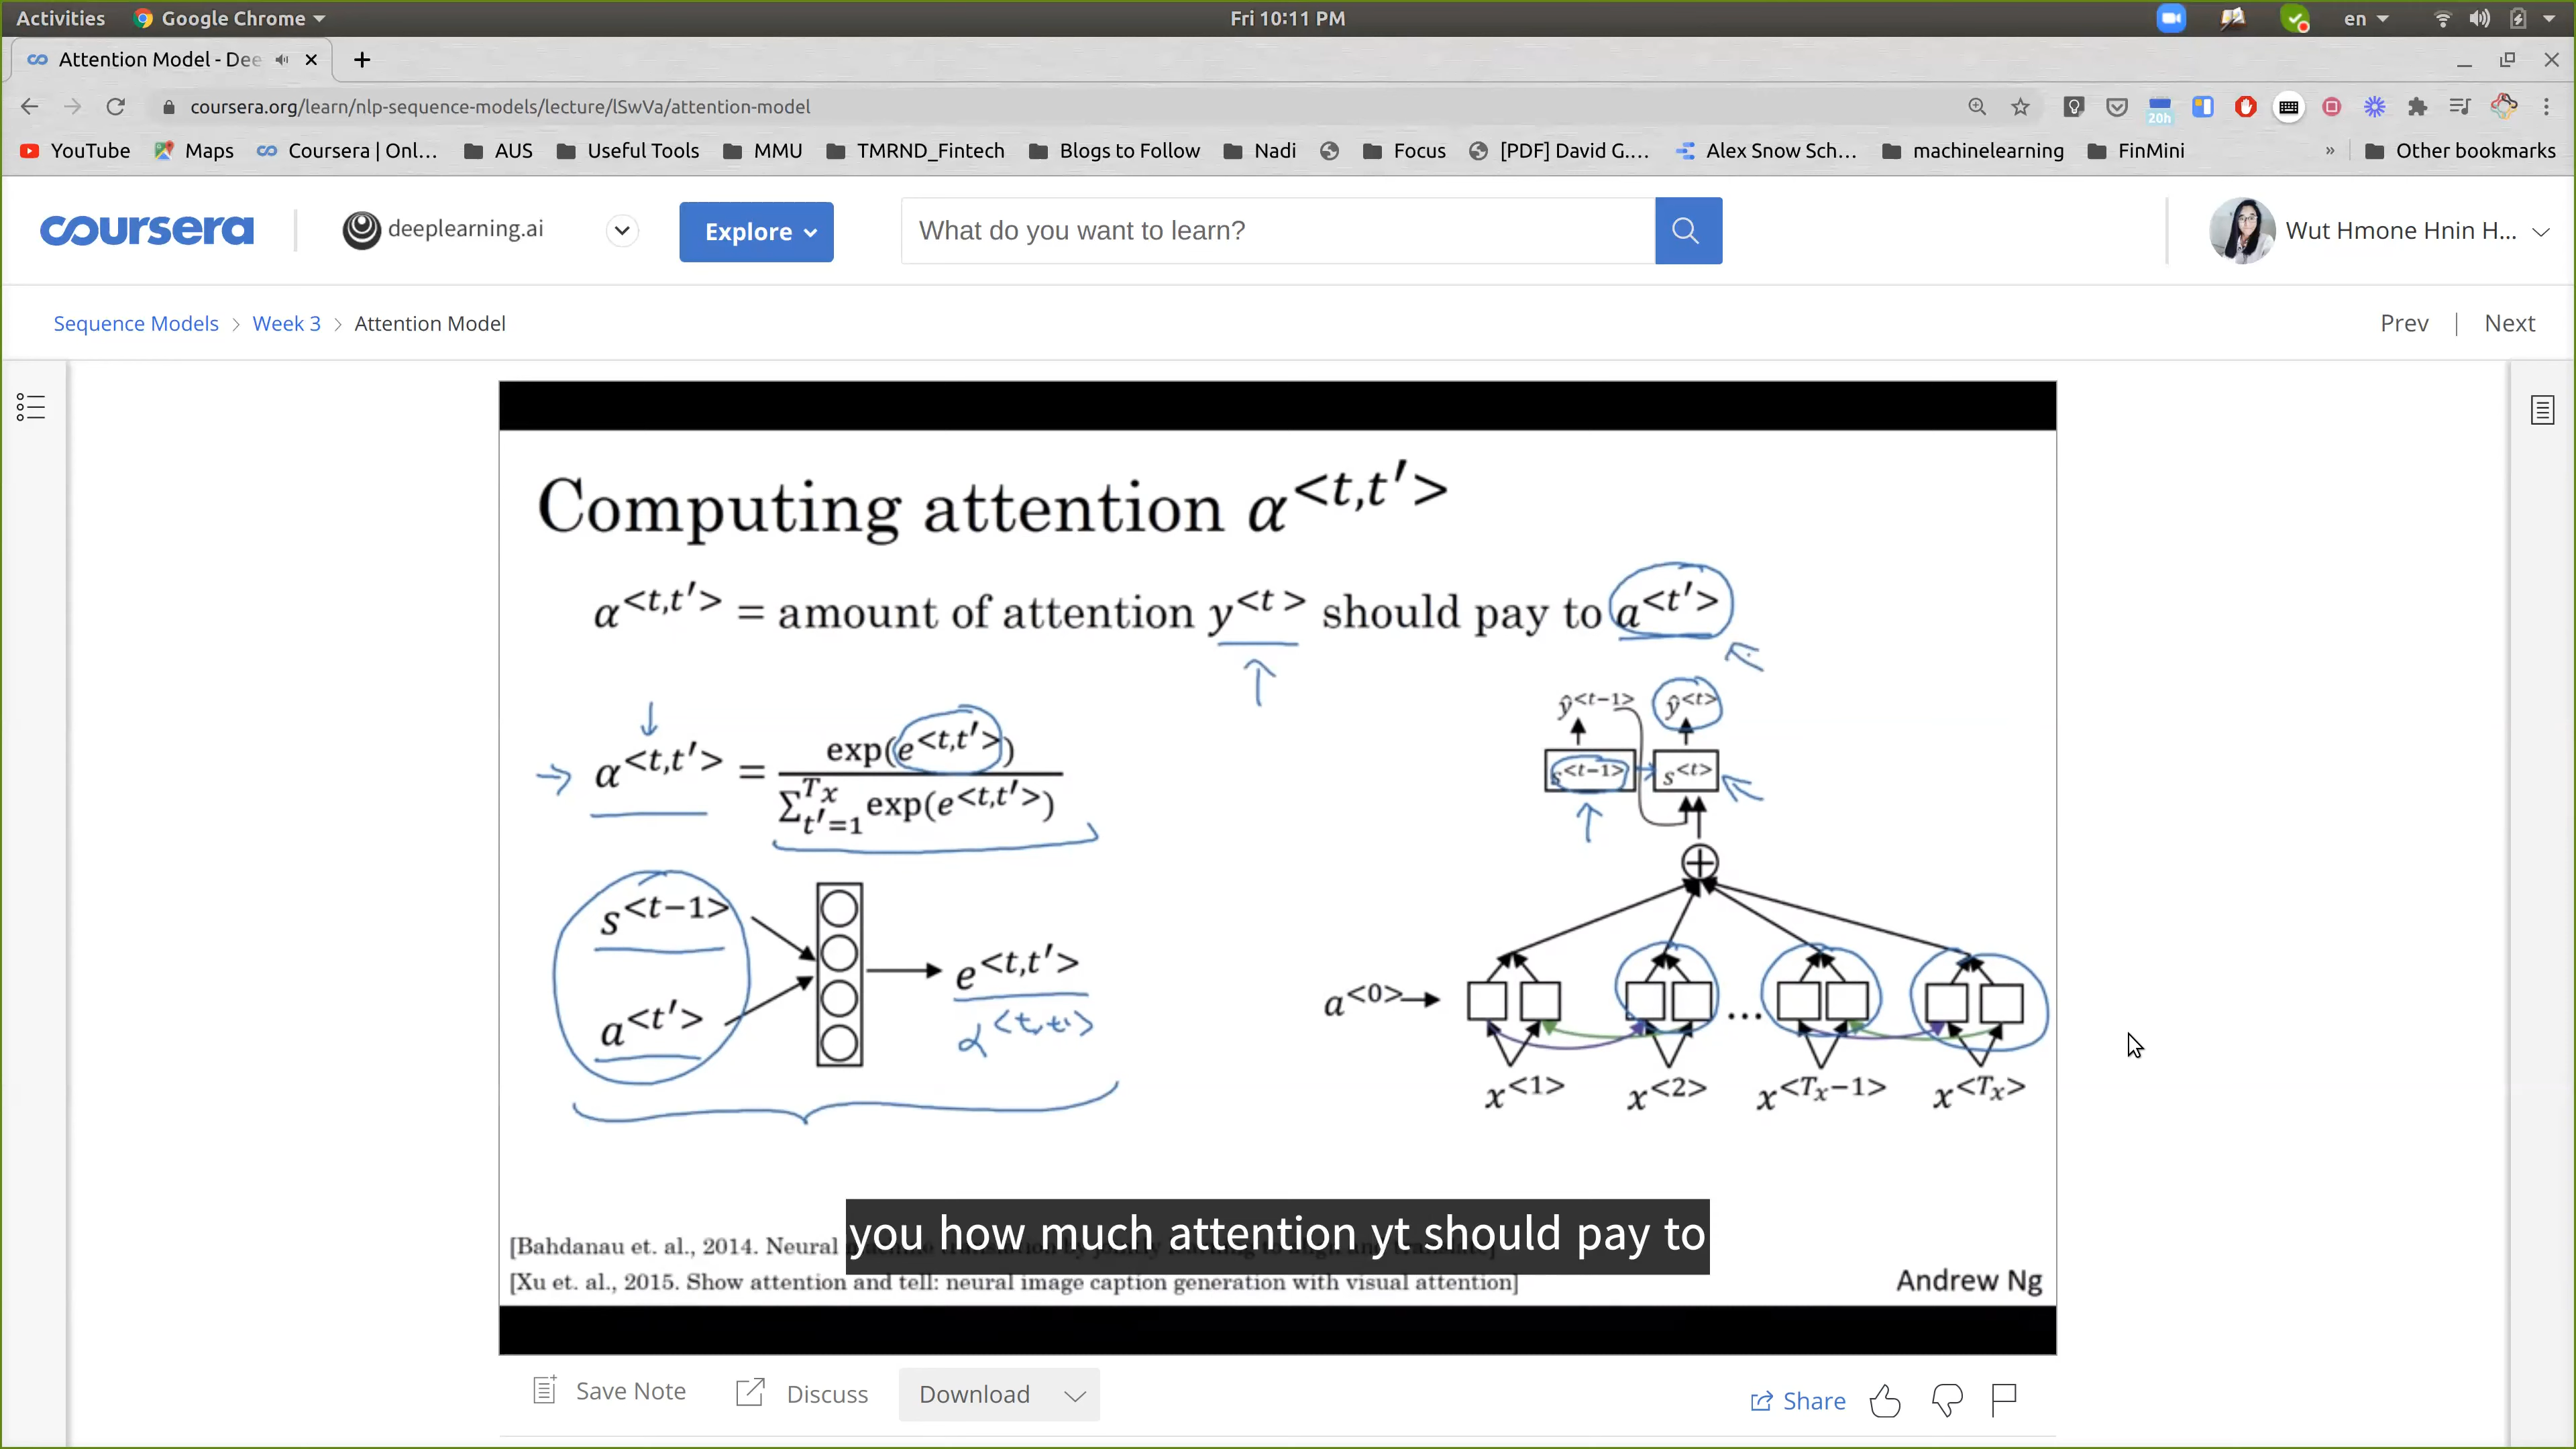 Activities Google Chrome Fri 10:11 PM en
Attention Model - Dee
coursera.org/learn/nlp-sequence-models/lecture/lSwVa/attention-model
20h
YouTube Maps Coursera | Onl... AUS Useful Tools MMU TMRND_Fintech Blogs to Follow Nadi Focus [PDF] David G.... Alex Snow Sch... machinelearning FinMini » Other bookmarks
coursera deeplearning.ai Explore What do you want to learn? Wut Hmone Hnin H...
Sequence Models > Week 3 > Attention Model Prev | Next
Computing attention α^<t,t′>
α^<t,t′> = amount of attention y^<t> should pay to a^<t′>
ŷ^<t−1> ŷ^<t>
α^<t,t′> = exp(e^<t,t′>) / Σ_{t′=1}^{Tx} exp(e^<t,t′>)
s^<t−1> s^<t>
s^<t−1>
e^<t,t′>
a^<t′>
α^<t,t′>
a^<0> ...
x^<1> x^<2> x^<Tx−1> x^<Tx>
you how much attention yt should pay to
[Bahdanau et. al., 2014. Neural
[Xu et. al., 2015. Show attention and tell: neural image caption generation with visual attention]
Andrew Ng
Save Note Discuss Download Share